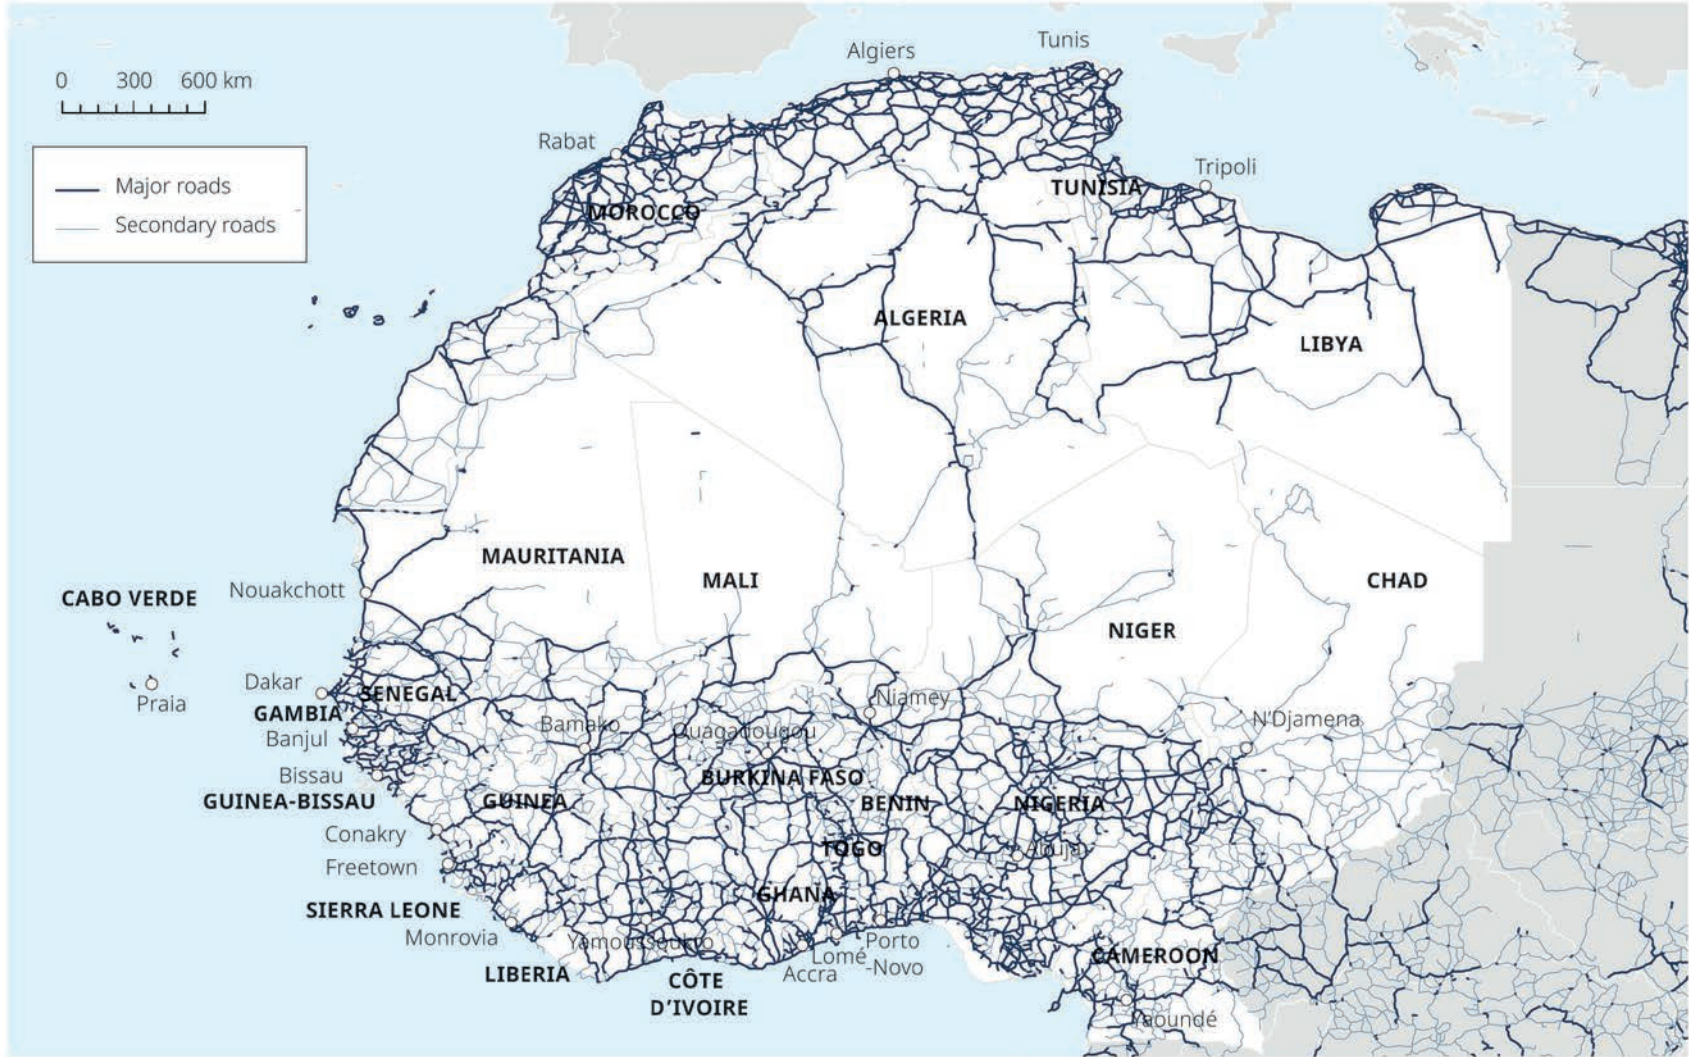 Tunis
Algiers
0 300 600 km
Rabat
Major roads
Secondary roads
Tripoli
TUNISIA
MOROCCO
ALGERIA
LIBYA
MAURITANIA
MALI
CHAD
Nouakchott
CABO VERDE
NIGER
Dakar
SENEGAL
Praia
Niamey
GAMBIA
Banjul
Bamako
Ouagadougou
N'Djamena
Bissau
BURKINA FASO
GUINEA-BISSAU
GUINEA
BENIN
NIGERIA
Conakry
TOGO
Abuja
Freetown
GHANA
SIERRA LEONE
Monrovia
Yamoussoukro
Porto
-Novo
Lomé
Accra
CAMEROON
LIBERIA
CÔTE
D'IVOIRE
Yaoundé